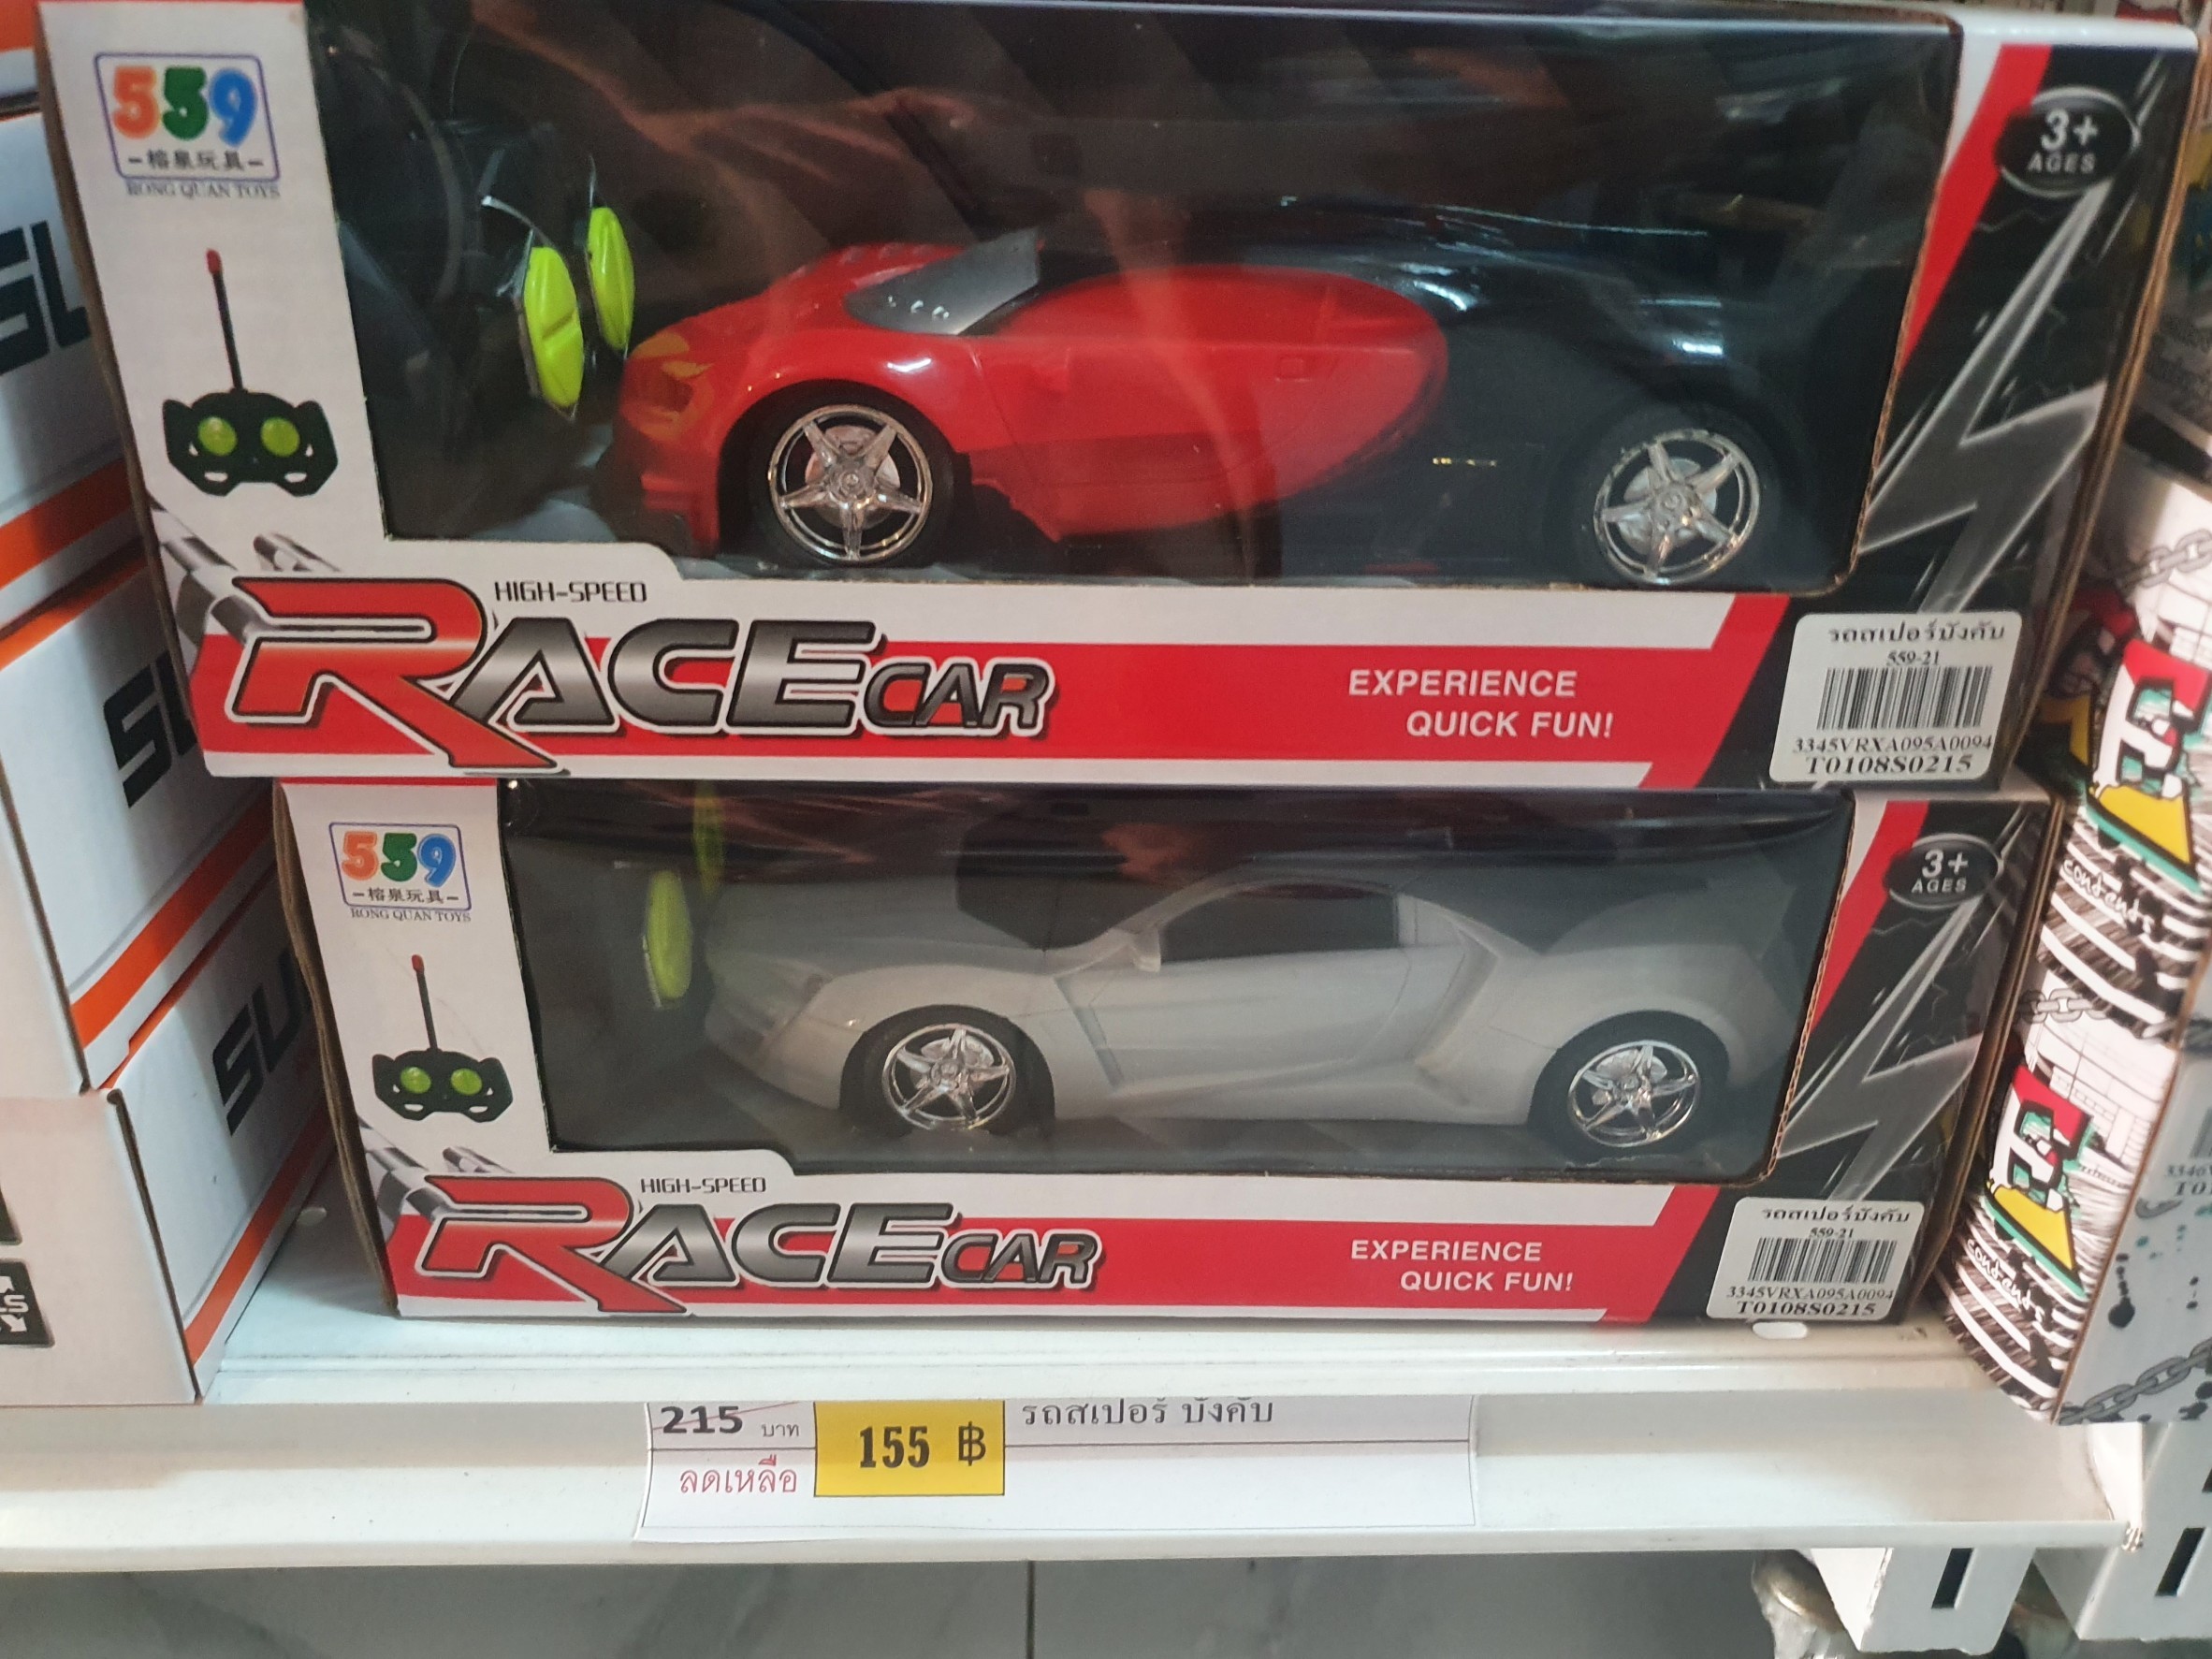 559
榕泉玩具
RONG QUAN TOYS
3+
AGES
HIGH-SPEED
RACE CAR
EXPERIENCE
QUICK FUN!
รถสเปอร์บังคับ
559-21
3345VRXA095A0094
T0108S0215
559
榕泉玩具
RONG QUAN TOYS
3+
AGES
HIGH-SPEED
RACE CAR
EXPERIENCE
QUICK FUN!
รถสเปอร์บังคับ
559-21
3345VRXA095A0094
T0108S0215
215 บาท
ลดเหลือ
155 ฿
รถสเปอร์ บังคับ